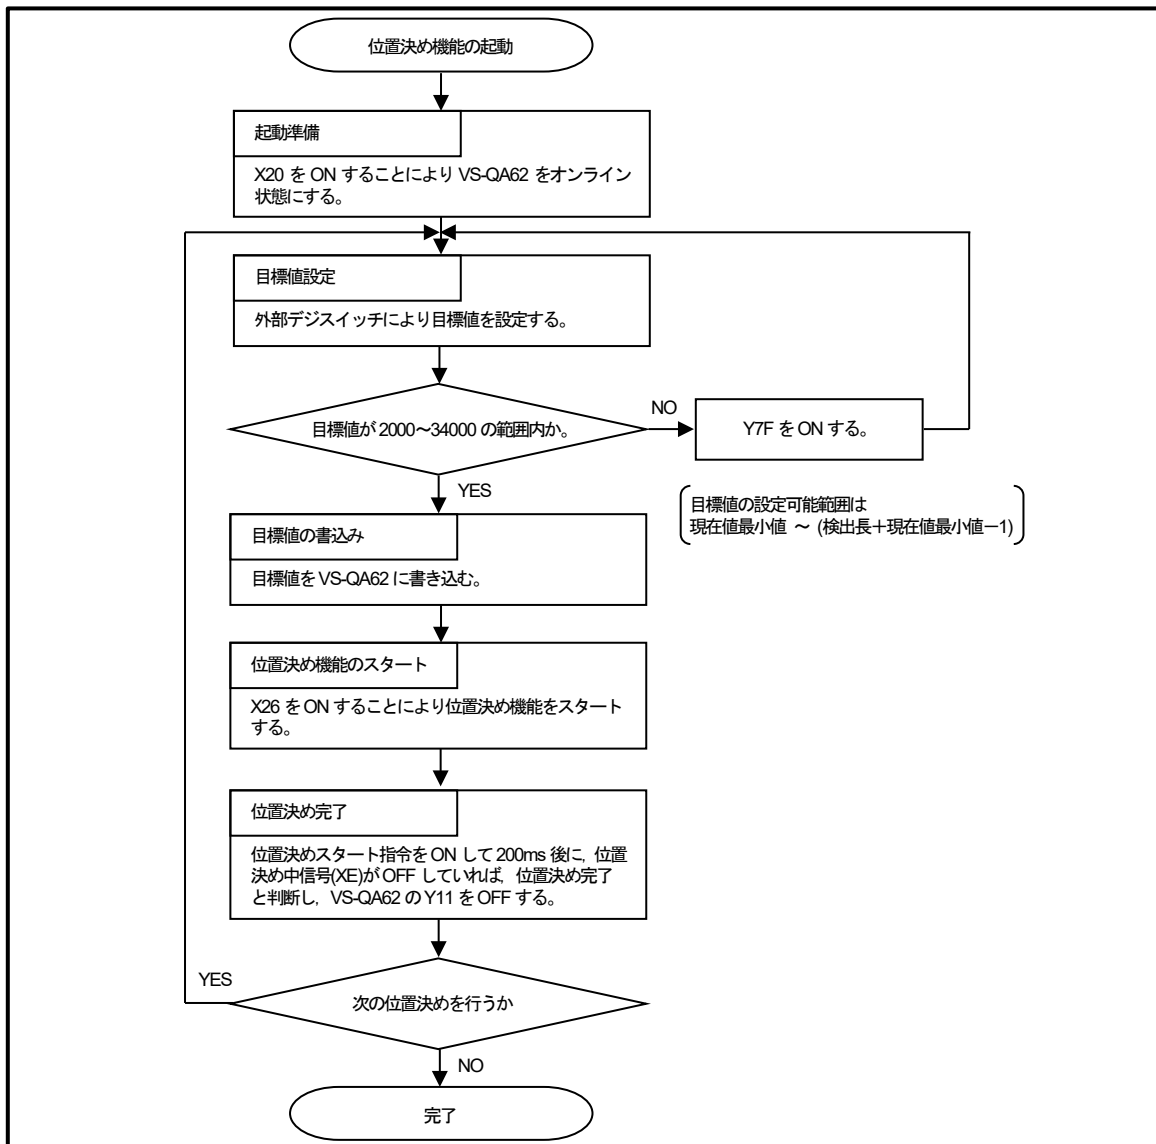 位置決め機能の起動
起動準備
X20 を ON することにより VS-QA62 をオンライン
状態にする。
目標値設定
外部デジスイッチにより目標値を設定する。
目標値が 2000～34000 の範囲内か。
NO
Y7F を ON する。
YES
目標値の設定可能範囲は
現在値最小値 ～ (検出長＋現在値最小値－1)
目標値の書込み
目標値を VS-QA62 に書き込む。
位置決め機能のスタート
X26 を ON することにより位置決め機能をスタート
する。
位置決め完了
位置決めスタート指令を ON して 200ms 後に，位置
決め中信号(XE)が OFF していれば，位置決め完了
と判断し，VS-QA62 の Y11 を OFF する。
YES
次の位置決めを行うか
NO
完了